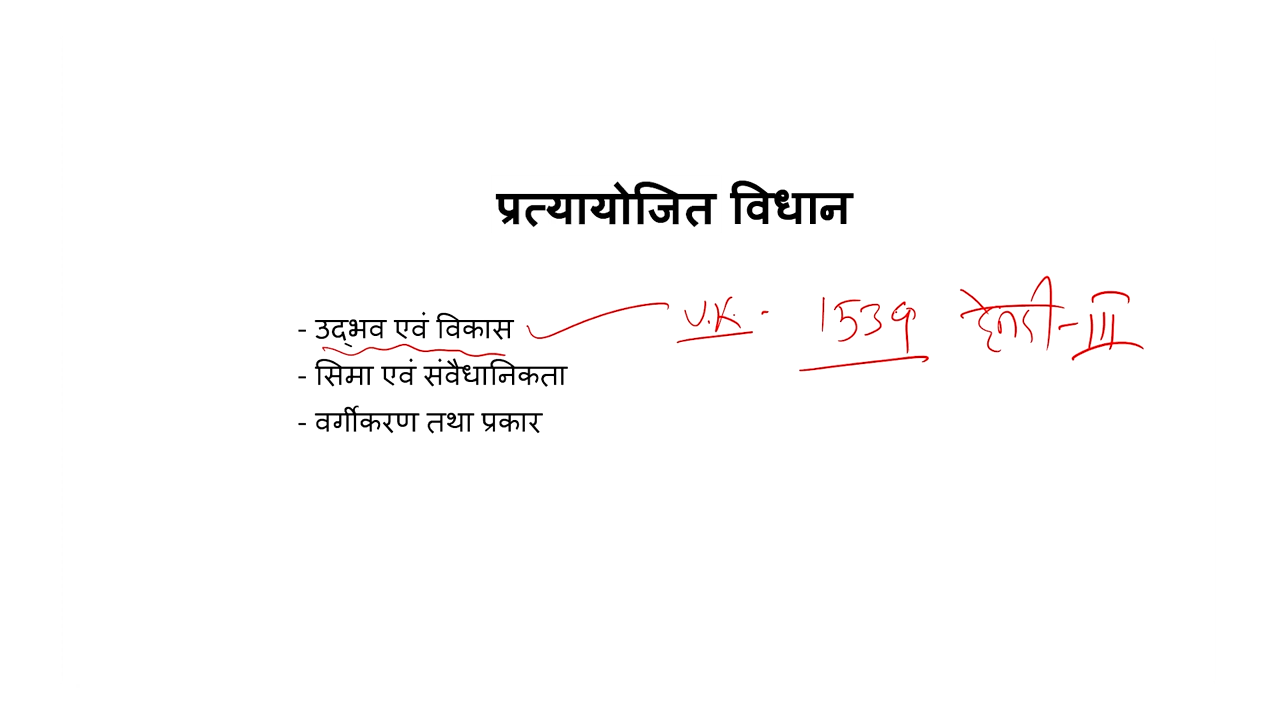 प्रत्यायोजित विधान
- उद्भव एवं विकास U.K. - 1539 हेनरी-III
- सिमा एवं संवैधानिकता
- वर्गीकरण तथा प्रकार